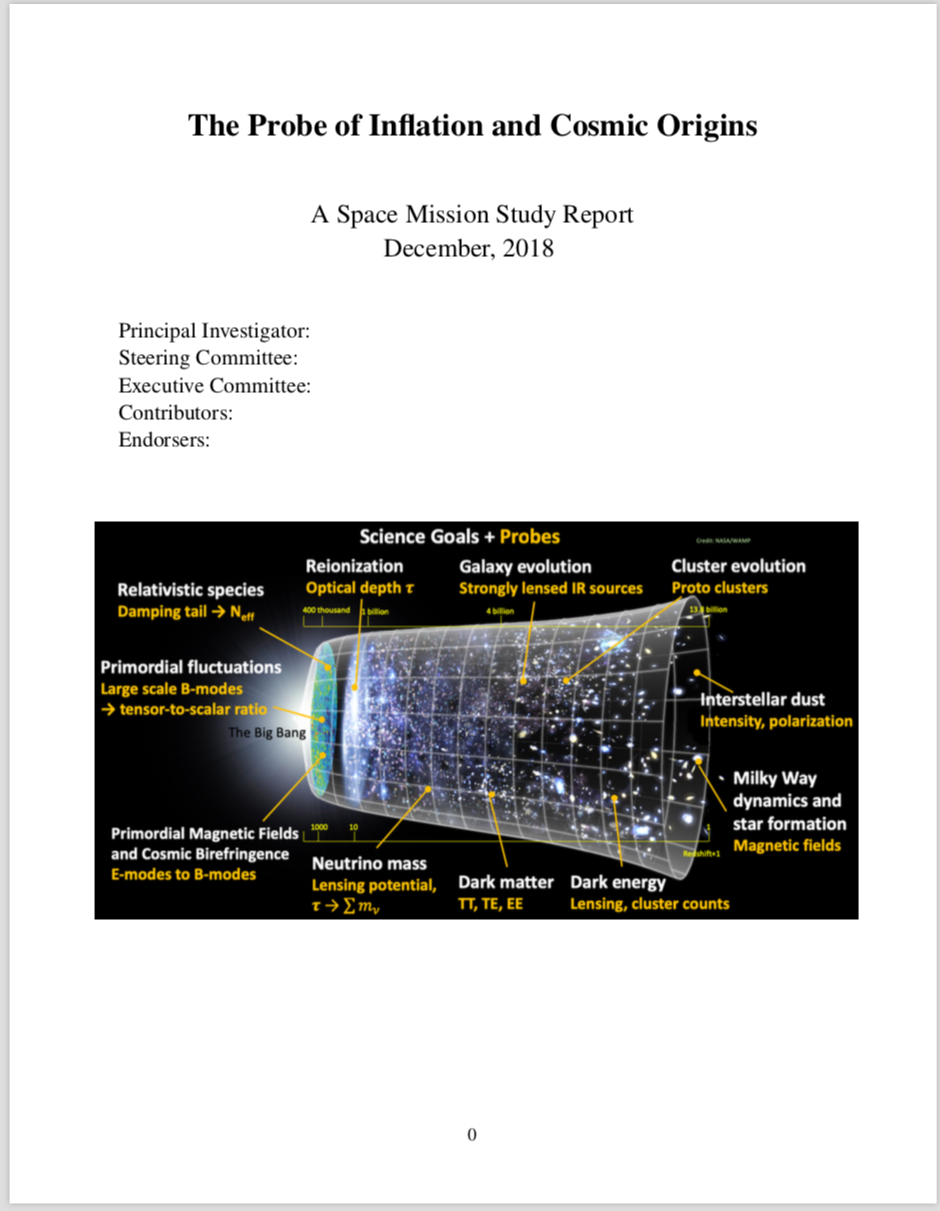 The Probe of Inflation and Cosmic Origins
A Space Mission Study Report
December, 2018
Principal Investigator:
Steering Committee:
Executive Committee:
Contributors:
Endorsers:
Science Goals + Probes
Credit: NASA/WAMP
Relativistic species
Damping tail → Neff
Reionization
Optical depth τ
Galaxy evolution
Strongly lensed IR sources
Cluster evolution
Proto clusters
400 thousand
1 billion
4 billion
13.8 billion
Primordial fluctuations
Large scale B-modes
→ tensor-to-scalar ratio
The Big Bang
Interstellar dust
Intensity, polarization
Milky Way
dynamics and
star formation
Magnetic fields
Primordial Magnetic Fields
and Cosmic Birefringence
E-modes to B-modes
1000
10
1
Redshift+1
Neutrino mass
Lensing potential,
τ → ∑ mν
Dark matter
TT, TE, EE
Dark energy
Lensing, cluster counts
0